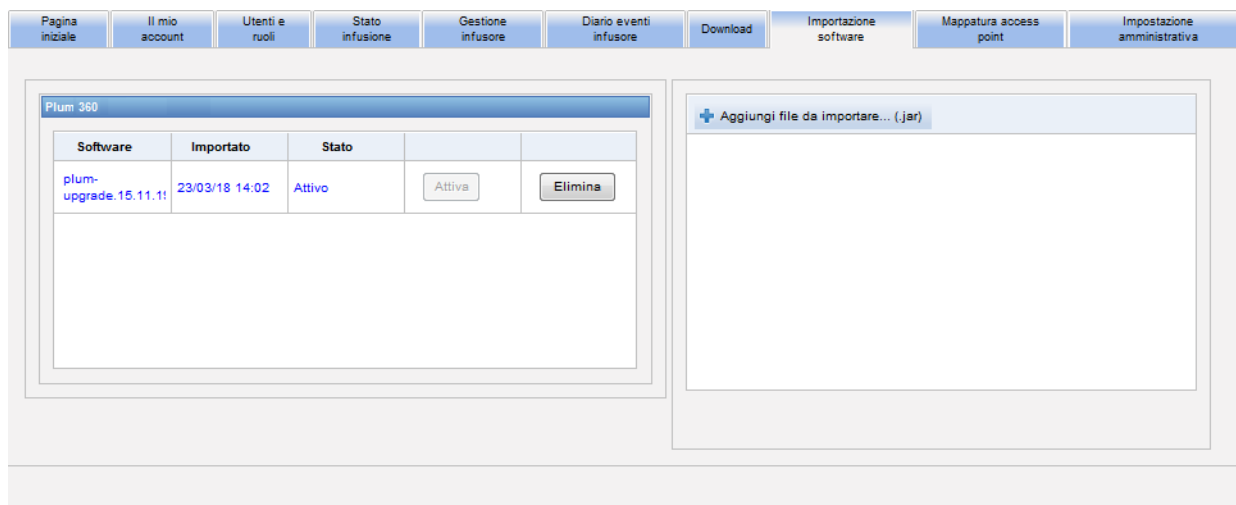 Pagina iniziale
Il mio account
Utenti e ruoli
Stato infusione
Gestione infusore
Diario eventi infusore
Download
Importazione software
Mappatura access point
Impostazione amministrativa
Plum 360
Software Importato Stato
plum-
upgrade.15.11.1 23/03/18 14:02 Attivo Attiva Elimina
Aggiungi file da importare... (.jar)